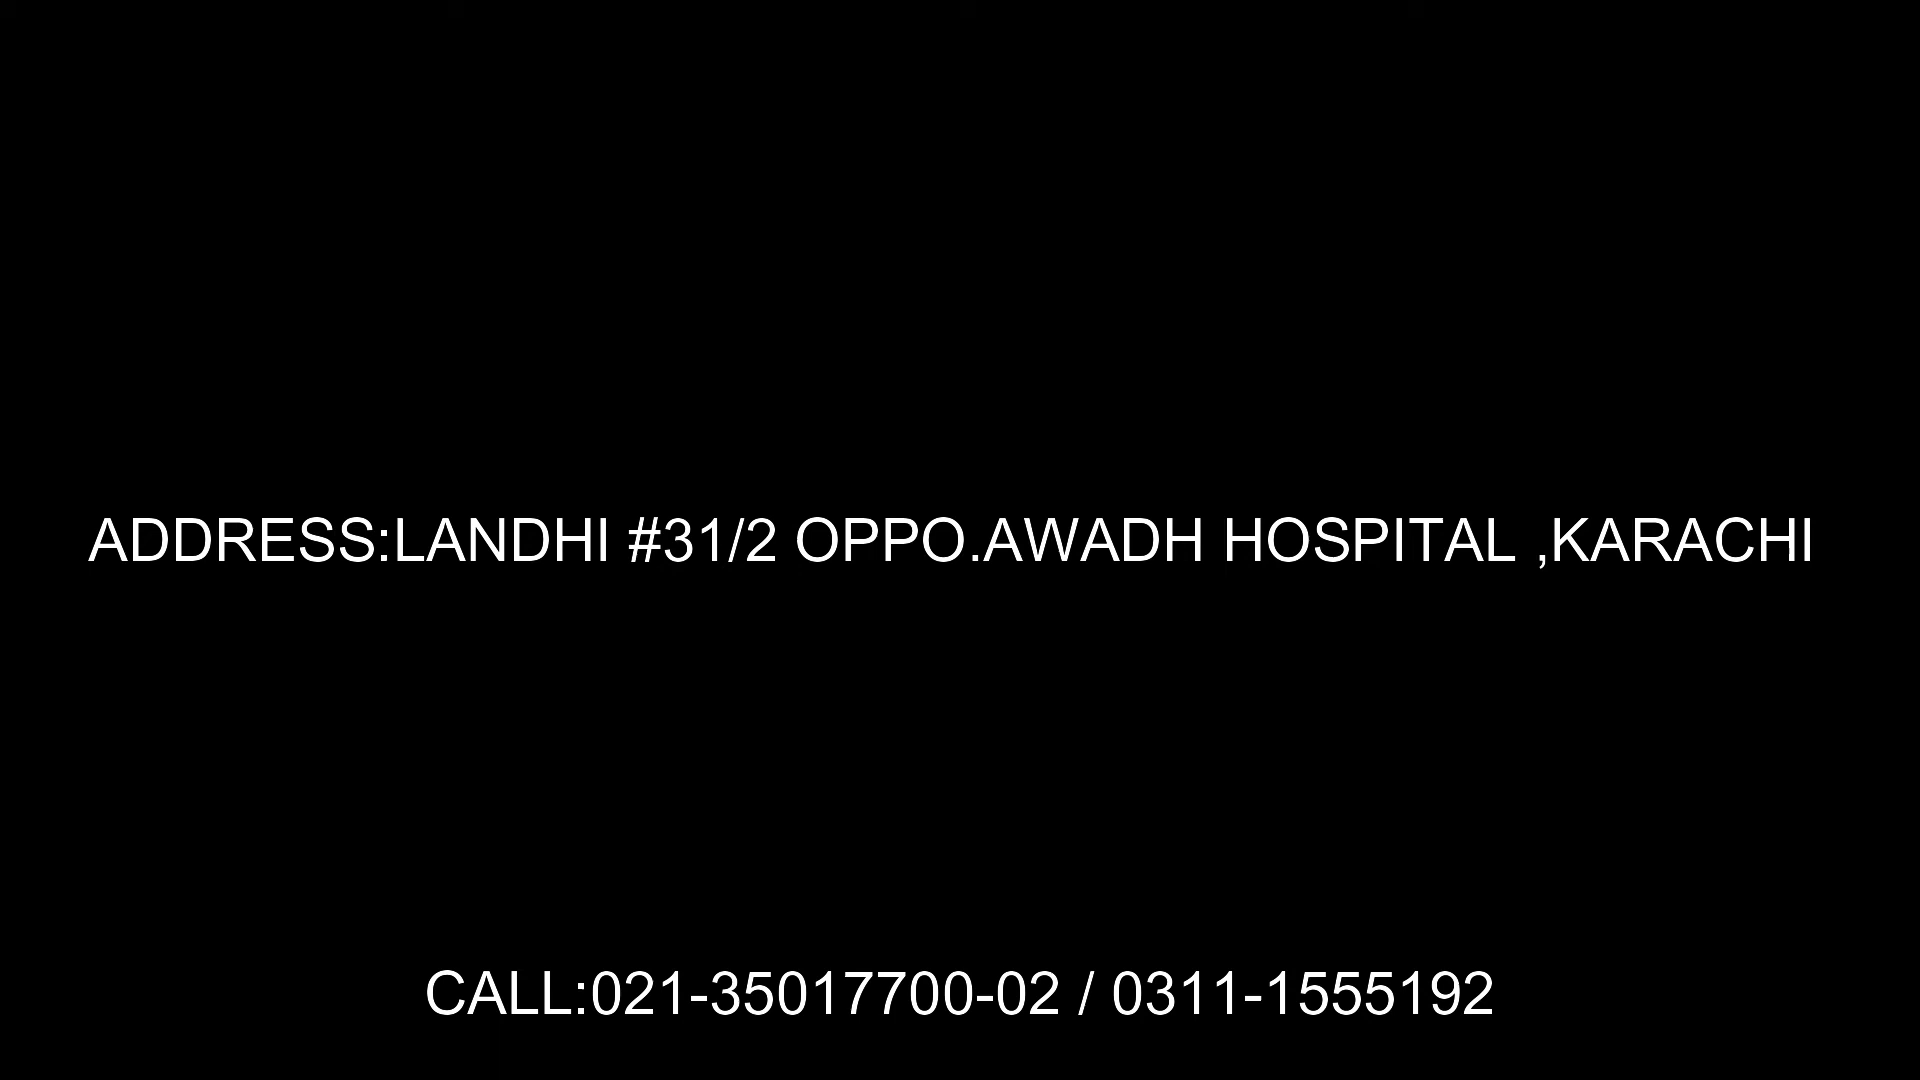 ADDRESS:LANDHI #31/2 OPPO.AWADH HOSPITAL ,KARACHI
CALL:021-35017700-02 / 0311-1555192